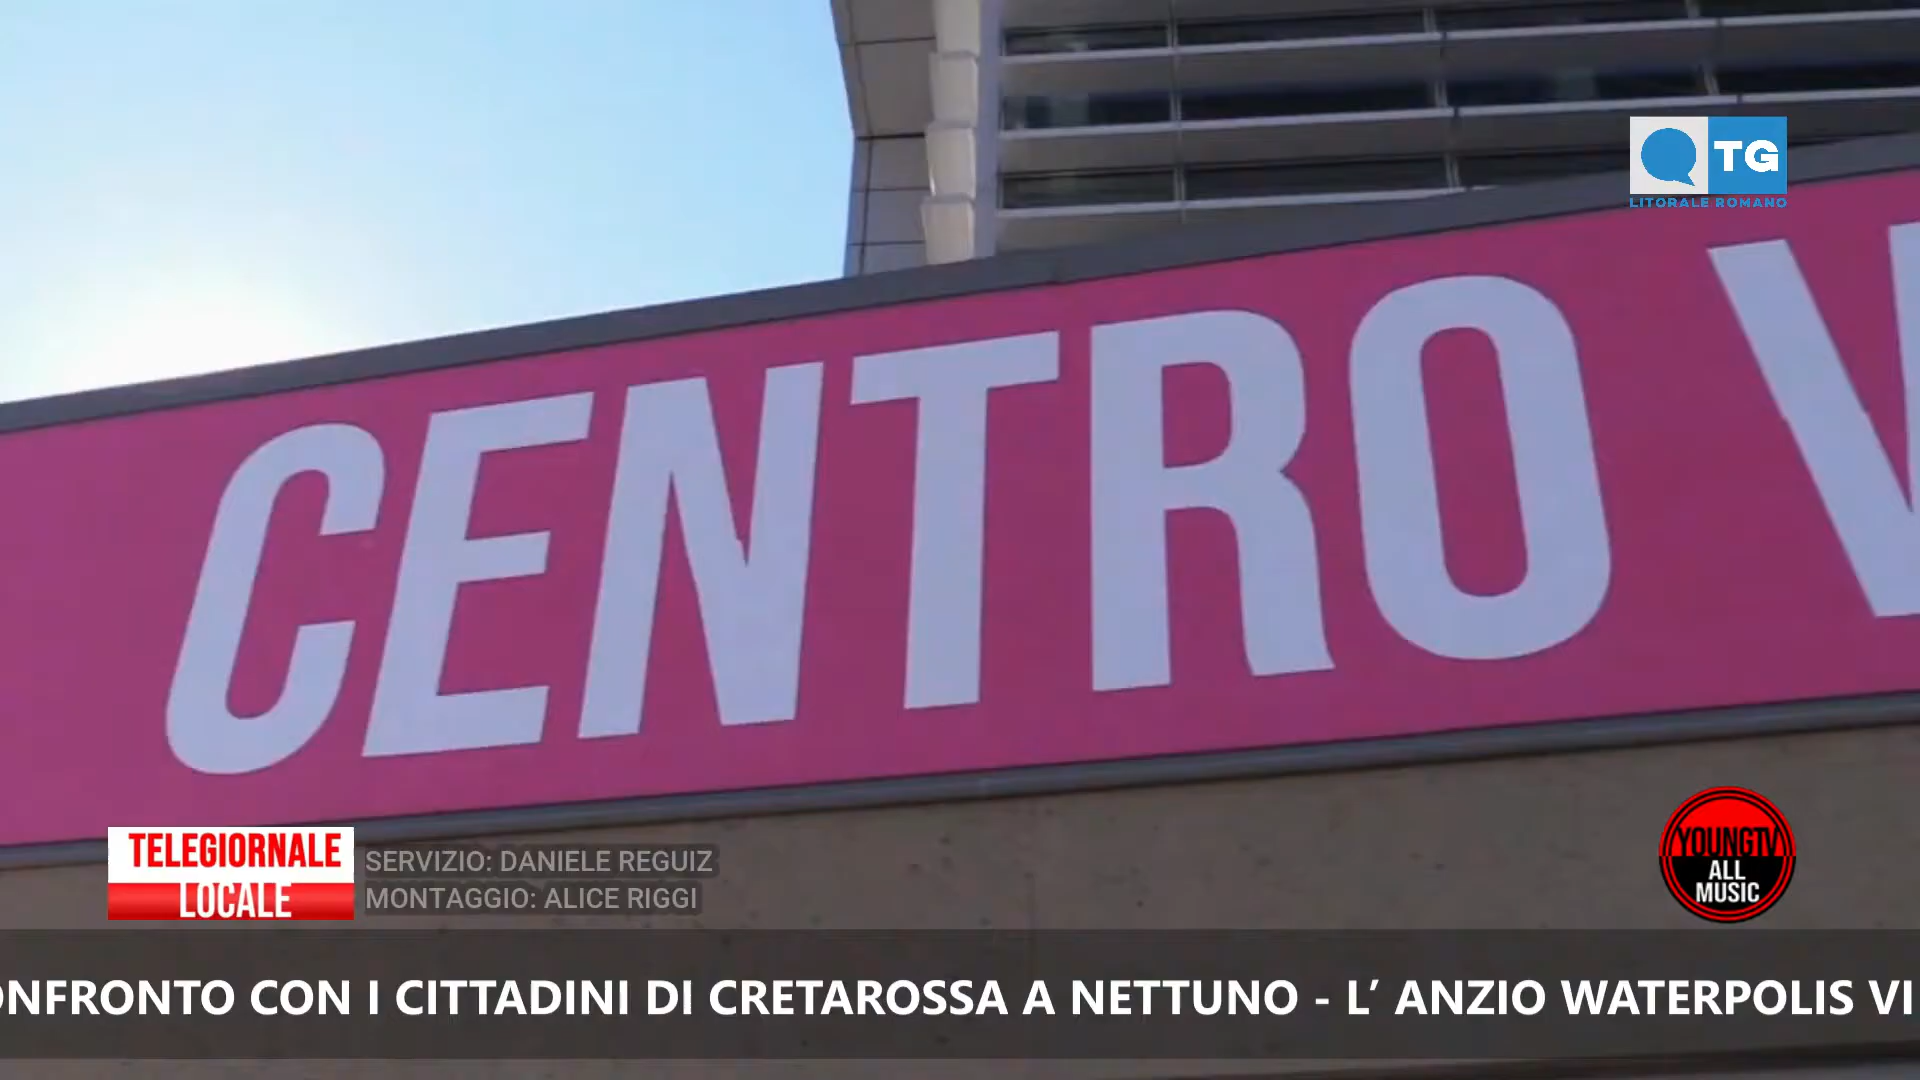 TG
LITORALE ROMANO
CENTRO
TELEGIORNALE
LOCALE
SERVIZIO: DANIELE REGUIZ
MONTAGGIO: ALICE RIGGI
YOUNGTV
ALL
MUSIC
ONFRONTO CON I CITTADINI DI CRETAROSSA A NETTUNO - L’ ANZIO WATERPOLIS VI